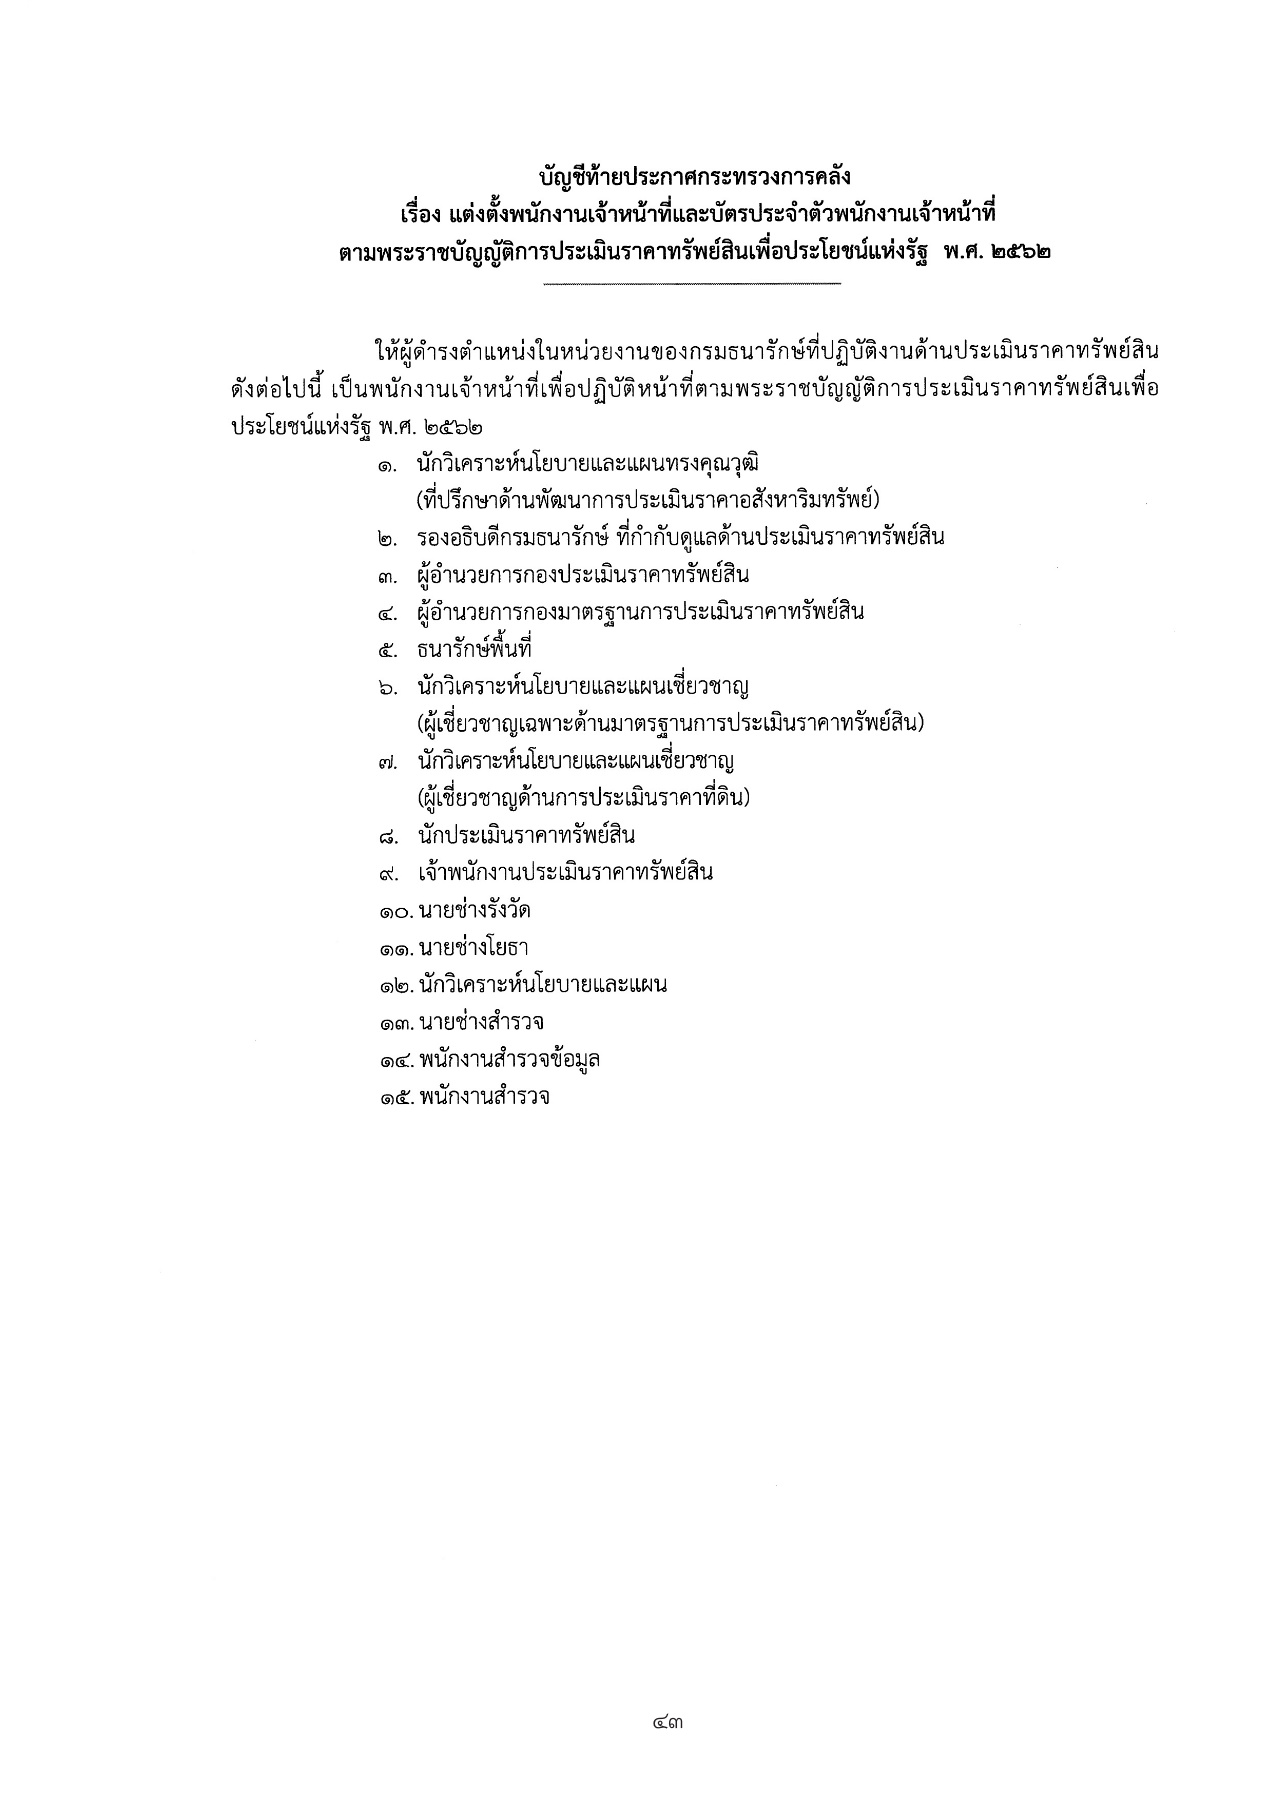 บัญชีท้ายประกาศกระทรวงการคลัง
เรื่อง แต่งตั้งพนักงานเจ้าหน้าที่และบัตรประจำตัวพนักงานเจ้าหน้าที่
ตามพระราชบัญญัติการประเมินราคาทรัพย์สินเพื่อประโยชน์แห่งรัฐ พ.ศ. ๒๕๖๒
ให้ผู้ดำรงตำแหน่งในหน่วยงานของกรมธนารักษ์ที่ปฏิบัติงานด้านประเมินราคาทรัพย์สิน
ดังต่อไปนี้ เป็นพนักงานเจ้าหน้าที่เพื่อปฏิบัติหน้าที่ตามพระราชบัญญัติการประเมินราคาทรัพย์สินเพื่อ
ประโยชน์แห่งรัฐ พ.ศ. ๒๕๖๒
๑. นักวิเคราะห์นโยบายและแผนทรงคุณวุฒิ
(ที่ปรึกษาด้านพัฒนาการประเมินราคาอสังหาริมทรัพย์)
๒. รองอธิบดีกรมธนารักษ์ ที่กำกับดูแลด้านประเมินราคาทรัพย์สิน
๓. ผู้อำนวยการกองประเมินราคาทรัพย์สิน
๔. ผู้อำนวยการกองมาตรฐานการประเมินราคาทรัพย์สิน
๕. ธนารักษ์พื้นที่
๖. นักวิเคราะห์นโยบายและแผนเชี่ยวชาญ
(ผู้เชี่ยวชาญเฉพาะด้านมาตรฐานการประเมินราคาทรัพย์สิน)
๗. นักวิเคราะห์นโยบายและแผนเชี่ยวชาญ
(ผู้เชี่ยวชาญด้านการประเมินราคาที่ดิน)
๘. นักประเมินราคาทรัพย์สิน
๙. เจ้าพนักงานประเมินราคาทรัพย์สิน
๑๐. นายช่างรังวัด
๑๑. นายช่างโยธา
๑๒. นักวิเคราะห์นโยบายและแผน
๑๓. นายช่างสำรวจ
๑๔. พนักงานสำรวจข้อมูล
๑๕. พนักงานสำรวจ
๔๓